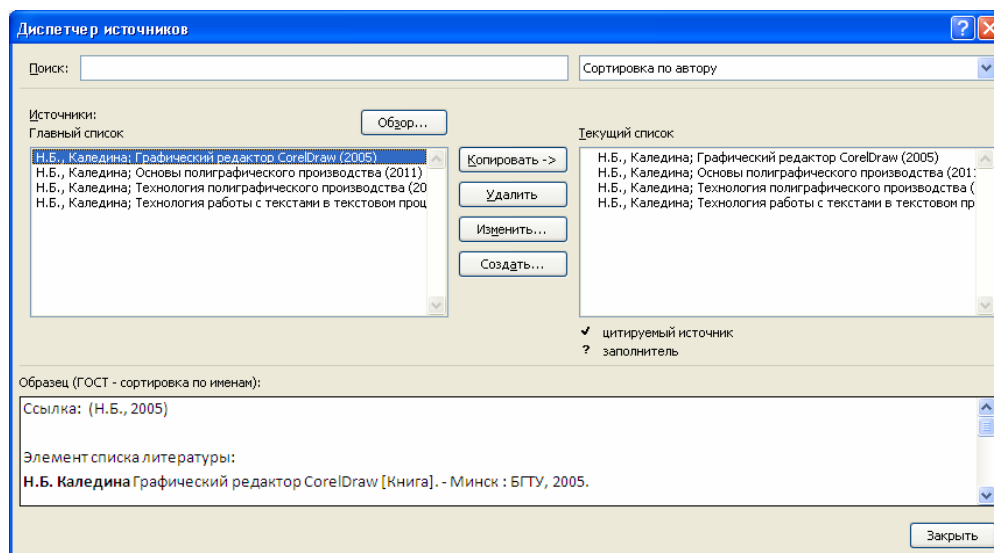 Диспетчер источников
Поиск:
Сортировка по автору
Источники:
Главный список
Обзор...
Текущий список
Н.Б., Каледина; Графический редактор CorelDraw (2005)
Н.Б., Каледина; Основы полиграфического производства (2011)
Н.Б., Каледина; Технология полиграфического производства (20
Н.Б., Каледина; Технология работы с текстами в текстовом проц
Копировать ->
Удалить
Изменить...
Создать...
Н.Б., Каледина; Графический редактор CorelDraw (2005)
Н.Б., Каледина; Основы полиграфического производства (201
Н.Б., Каледина; Технология полиграфического производства (
Н.Б., Каледина; Технология работы с текстами в текстовом пр
цитируемый источник
? заполнитель
Образец (ГОСТ - сортировка по именам):
Ссылка: (Н.Б., 2005)
Элемент списка литературы:
Н.Б. Каледина Графический редактор CorelDraw [Книга]. - Минск : БГТУ, 2005.
Закрыть